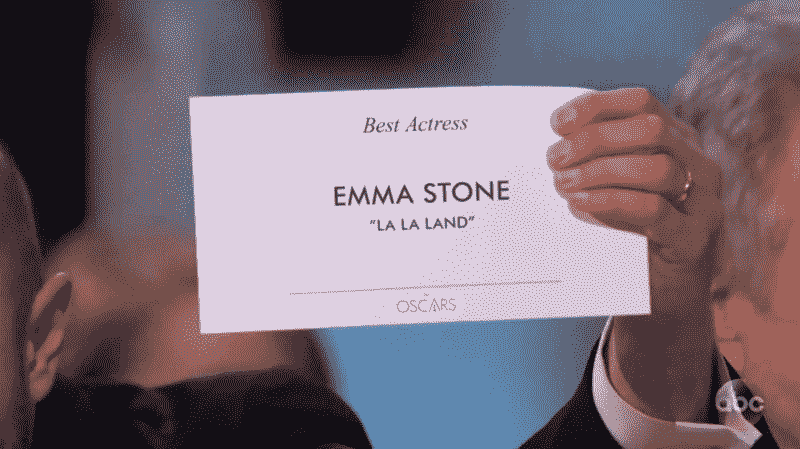 Best Actress
EMMA STONE
"LA LA LAND"
OSCARS
abc